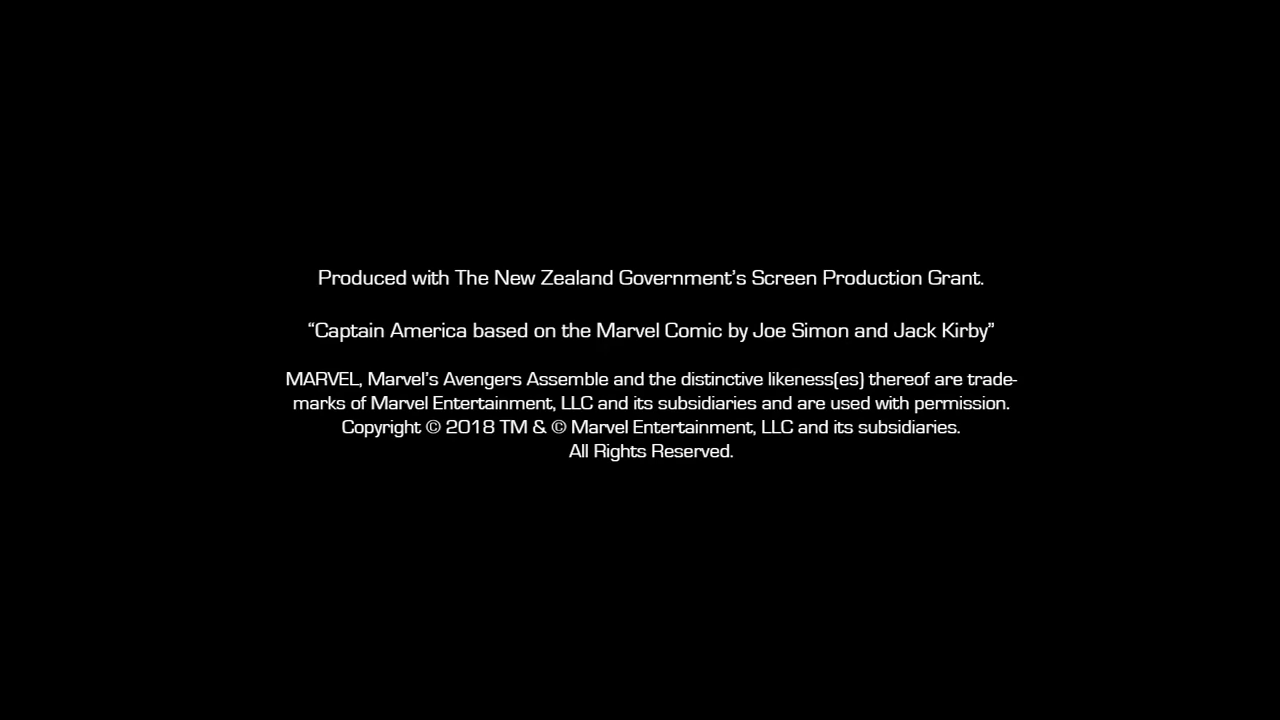 Produced with The New Zealand Government’s Screen Production Grant.
“Captain America based on the Marvel Comic by Joe Simon and Jack Kirby”
MARVEL, Marvel’s Avengers Assemble and the distinctive likeness(es) thereof are trade-
marks of Marvel Entertainment, LLC and its subsidiaries and are used with permission.
Copyright © 2018 TM & © Marvel Entertainment, LLC and its subsidiaries.
All Rights Reserved.